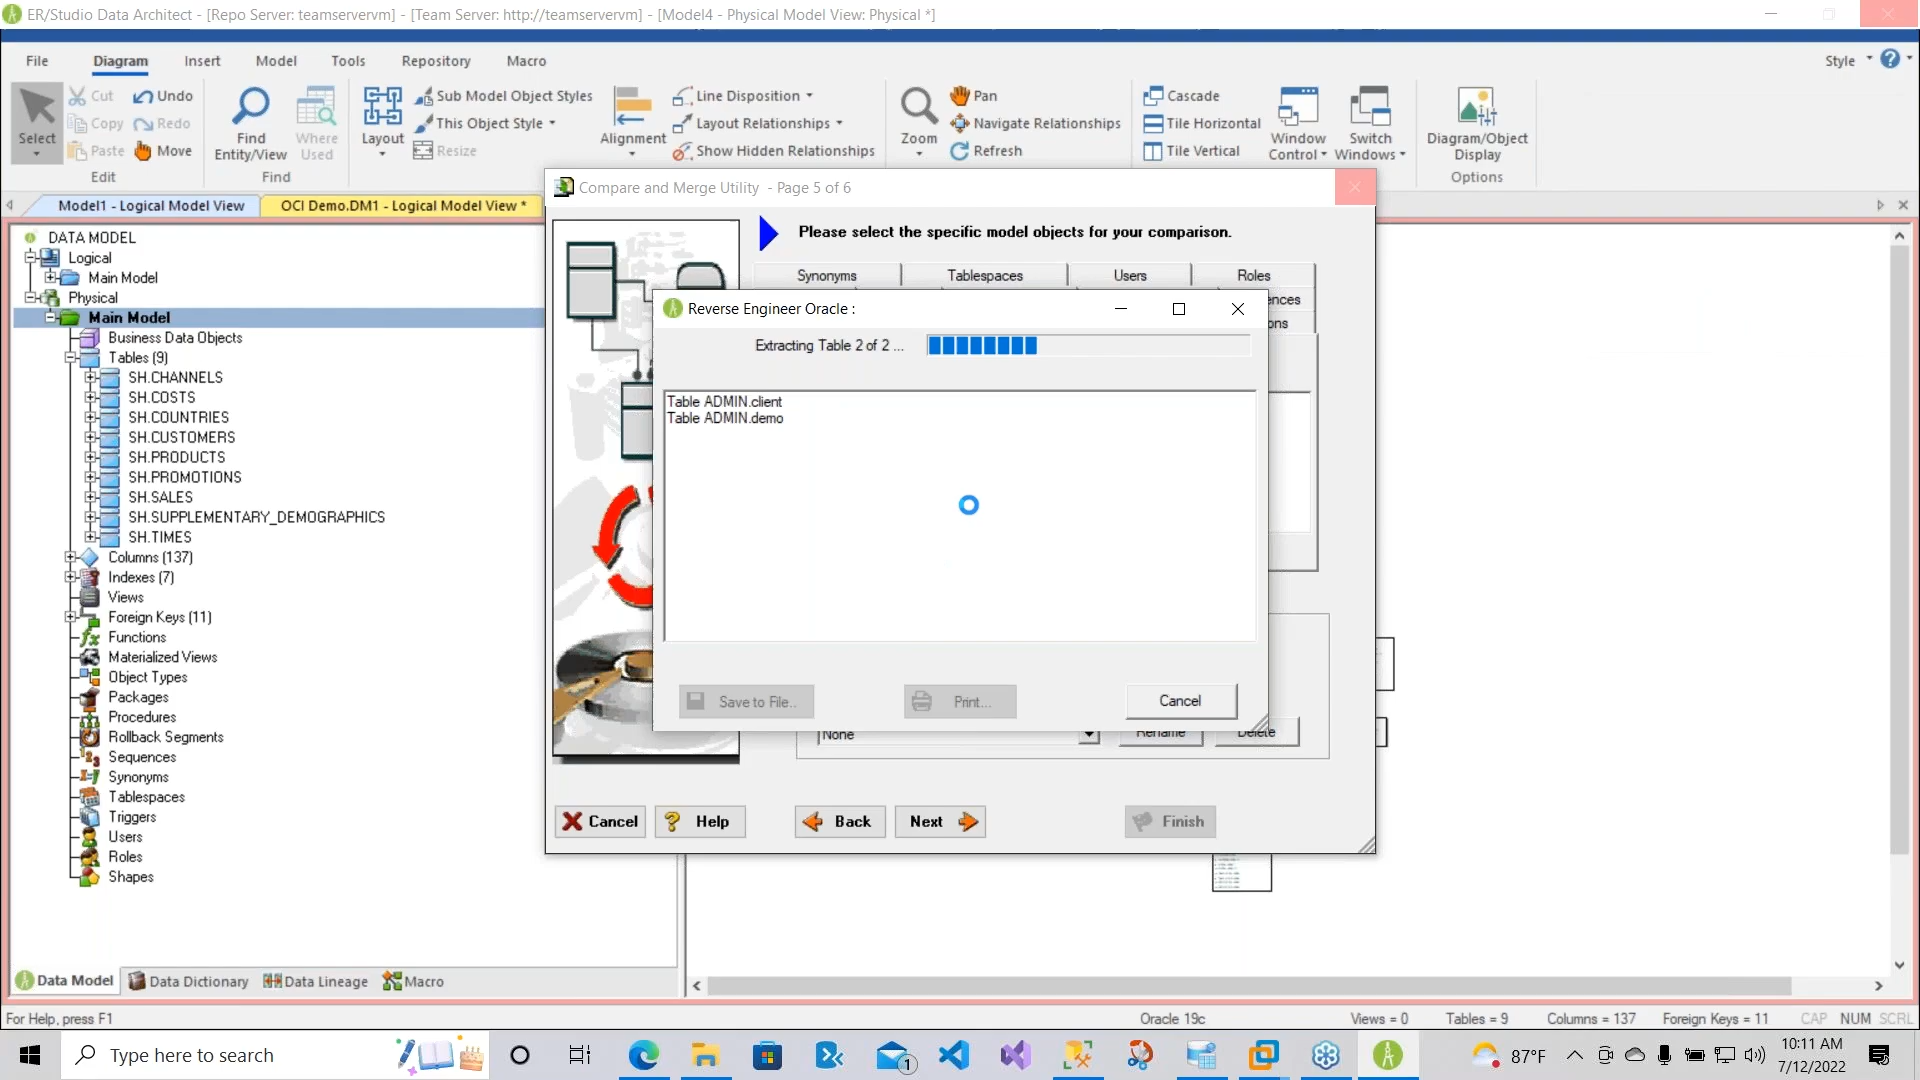 ER/Studio Data Architect - [Repo Server: teamservervm] - [Team Server: http://teamservervm] - [Model4 - Physical Model View: Physical *]
File Diagram Insert Model Tools Repository Macro Style
Select
Cut
Copy
Paste
Undo
Redo
Move
Edit
Find Entity/View
Where Used
Find
Layout
Sub Model Object Styles
This Object Style
Resize
Alignment
Line Disposition
Layout Relationships
Show Hidden Relationships
Zoom
Pan
Navigate Relationships
Refresh
Cascade
Tile Horizontal
Tile Vertical
Window Control
Switch Windows
Diagram/Object Display
Options
Model1 - Logical Model View
OCI Demo.DM1 - Logical Model View *
DATA MODEL
Logical
Main Model
Physical
Main Model
Business Data Objects
Tables (9)
SH.CHANNELS
SH.COSTS
SH.COUNTRIES
SH.CUSTOMERS
SH.PRODUCTS
SH.PROMOTIONS
SH.SALES
SH.SUPPLEMENTARY_DEMOGRAPHICS
SH.TIMES
Columns (137)
Indexes (7)
Views
Foreign Keys (11)
Functions
Materialized Views
Object Types
Packages
Procedures
Rollback Segments
Sequences
Synonyms
Tablespaces
Triggers
Users
Roles
Shapes
Data Model Data Dictionary Data Lineage Macro
Compare and Merge Utility - Page 5 of 6
Please select the specific model objects for your comparison.
Synonyms Tablespaces Users Roles
ences
ons
Reverse Engineer Oracle :
Extracting Table 2 of 2 ...
Table ADMIN.client
Table ADMIN.demo
Save to File..
Print...
Cancel
None
Rename
Delete
Cancel
Help
Back
Next
Finish
For Help, press F1
Oracle 19c
Views = 0
Tables = 9
Columns = 137
Foreign Keys = 11
CAP NUM SCRL
Type here to search
1
87°F
10:11 AM
7/12/2022